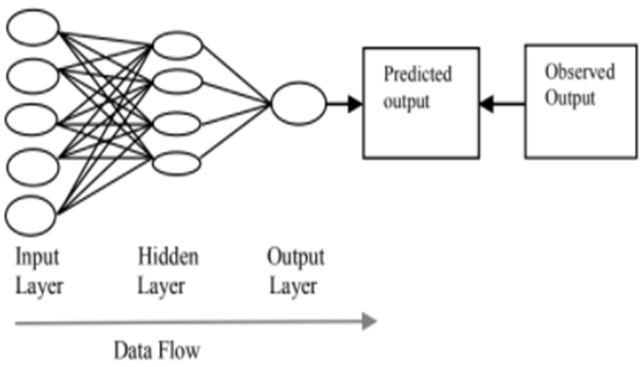 Predicted
output
Observed
Output
Input
Layer
Hidden
Layer
Output
Layer
Data Flow